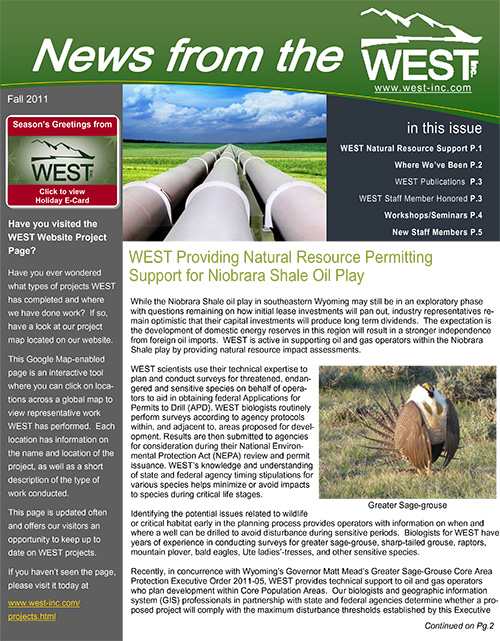 News from the WEST
www.west-inc.com
Fall 2011
Season's Greetings from
WEST
Click to view
Holiday E-Card
Have you visited the
WEST Website Project
Page?
Have you ever wondered
what types of projects WEST
has completed and where
we have done work? If so,
have a look at our project
map located on our website.
This Google Map-enabled
page is an interactive tool
where you can click on loca-
tions across a global map to
view representative work
WEST has performed. Each
location has information on
the name and location of the
project, as well as a short
description of the type of
work conducted.
This page is updated often
and offers our visitors an
opportunity to keep up to
date on WEST projects.
If you haven't seen the page,
please visit it today at
www.west-inc.com/
projects.html
in this issue
WEST Natural Resource Support P.1
Where We've Been P.2
WEST Publications P.3
WEST Staff Member Honored P.3
Workshops/Seminars P.4
New Staff Members P.5
WEST Providing Natural Resource Permitting
Support for Niobrara Shale Oil Play
While the Niobrara Shale oil play in southeastern Wyoming may still be in an exploratory phase
with questions remaining on how initial lease investments will pan out, industry representatives re-
main optimistic that their capital investments will produce long term dividends. The expectation is
the development of domestic energy reserves in this region will result in a stronger independence
from foreign oil imports. WEST is active in supporting oil and gas operators within the Niobrara
Shale play by providing natural resource impact assessments.
WEST scientists use their technical expertise to
plan and conduct surveys for threatened, endan-
gered and sensitive species on behalf of opera-
tors to aid in obtaining federal Applications for
Permits to Drill (APD). WEST biologists routinely
perform surveys according to agency protocols
within, and adjacent to, areas proposed for devel-
opment. Results are then submitted to agencies
for consideration during their National Environ-
mental Protection Act (NEPA) review and permit
issuance. WEST's knowledge and understanding
of state and federal agency timing stipulations for
various species helps minimize or avoid impacts
to species during critical life stages.
Greater Sage-grouse
Identifying the potential issues related to wildlife
or critical habitat early in the planning process provides operators with information on when and
where a well can be drilled to avoid disturbance during sensitive periods. Biologists for WEST have
years of experience in conducting surveys for greater sage-grouse, sharp-tailed grouse, raptors,
mountain plover, bald eagles, Ute ladies'-tresses, and other sensitive species.
Recently, in concurrence with Wyoming's Governor Matt Mead's Greater Sage-Grouse Core Area
Protection Executive Order 2011-05, WEST provides technical support to oil and gas operators
who plan development within Core Population Areas. Our biologists and geographic information
system (GIS) professionals in partnership with state and federal agencies determine whether a pro-
posed project will comply with the maximum disturbance thresholds established by this Executive
Continued on Pg.2